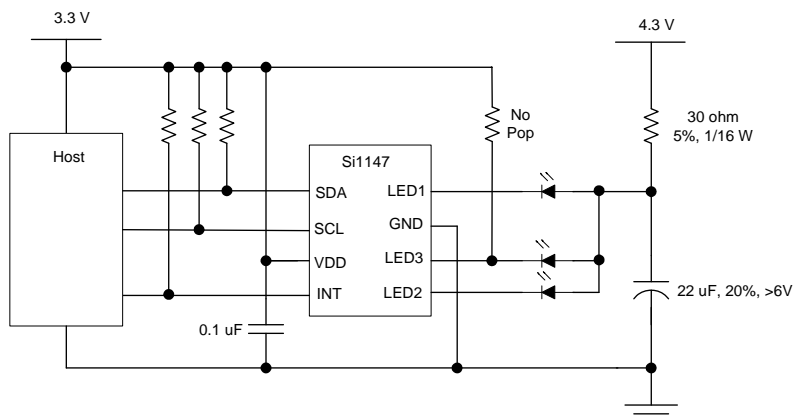 3.3 V
4.3 V
No
Pop
30 ohm
5%, 1/16 W
Host
Si1147
SDA
LED1
SCL
GND
VDD
LED3
INT
LED2
22 uF, 20%, >6V
0.1 uF